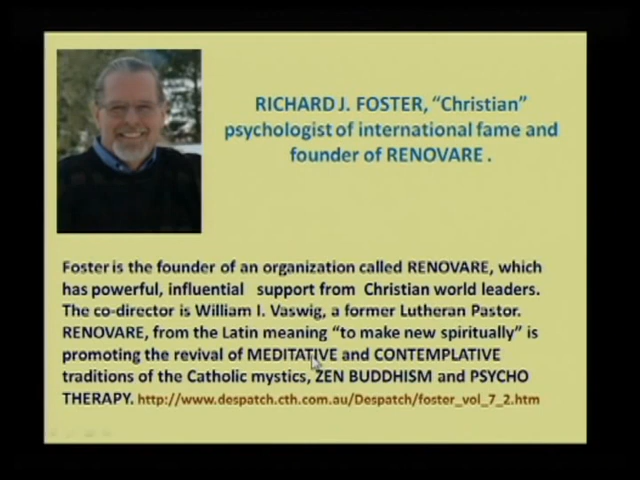 RICHARD J. FOSTER, “Christian”
psychologist of international fame and
founder of RENOVARE .
Foster is the founder of an organization called RENOVARE, which
has powerful, influential support from Christian world leaders.
The co-director is William I. Vaswig, a former Lutheran Pastor.
RENOVARE, from the Latin meaning “to make new spiritually” is
promoting the revival of MEDITATIVE and CONTEMPLATIVE
traditions of the Catholic mystics, ZEN BUDDHISM and PSYCHO
THERAPY. http://www.despatch.cth.com.au/Despatch/foster_vol_7_2.htm